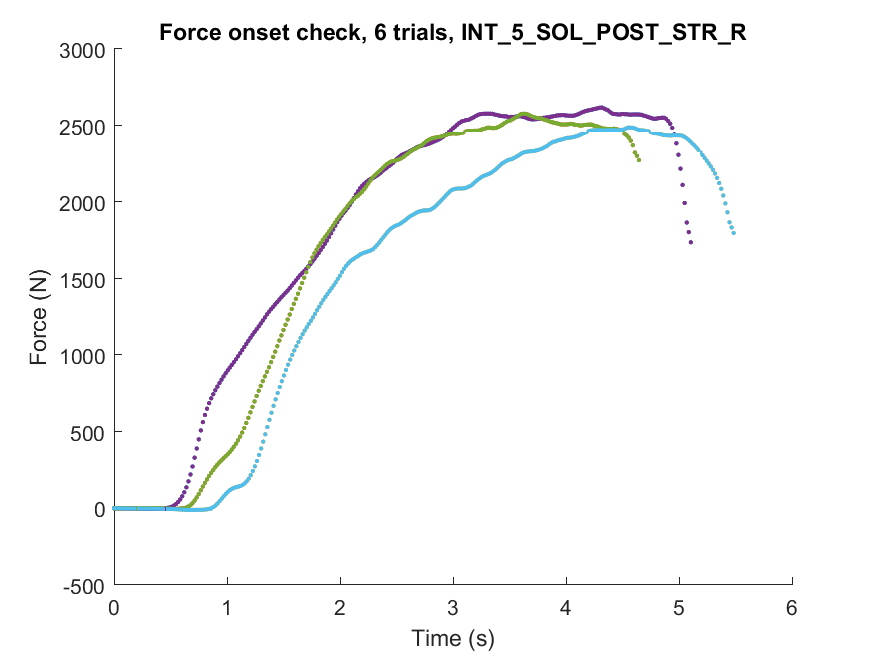 Force onset check, 6 trials, INT_5_SOL_POST_STR_R
3000
2500
2000
1500
1000
500
0
-500
Force (N)
0 1 2 3 4 5 6
Time (s)